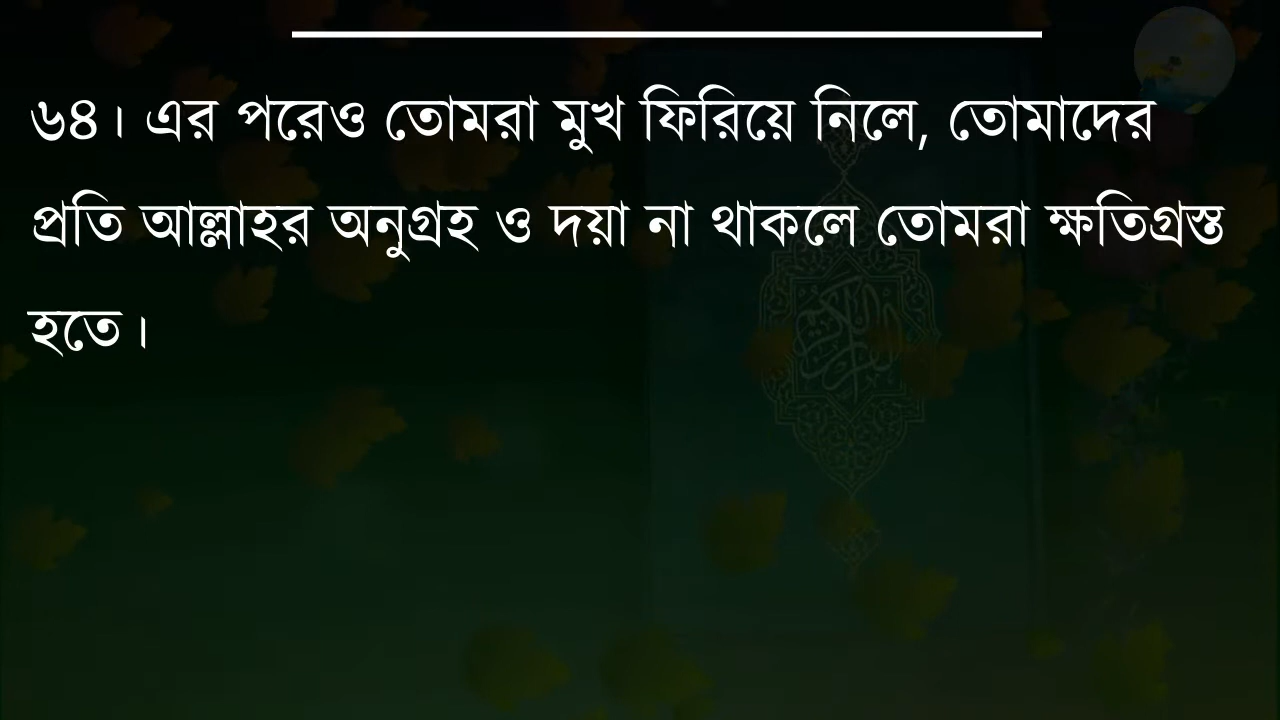 ৬৪। এর পরেও তোমরা মুখ ফিরিয়ে নিলে, তোমাদের
প্রতি আল্লাহর অনুগ্রহ ও দয়া না থাকলে তোমরা ক্ষতিগ্রস্ত
হতে।